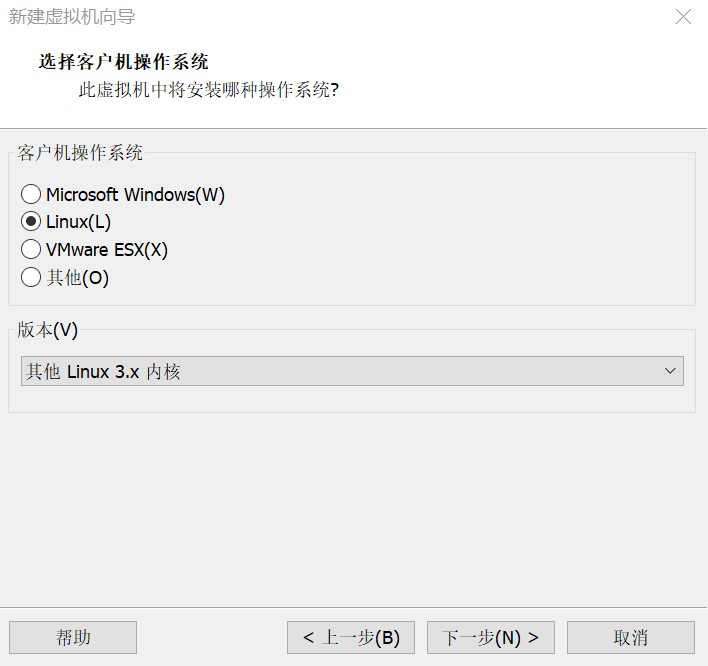 新建虚拟机向导
选择客户机操作系统
此虚拟机中将安装哪种操作系统?
客户机操作系统
Microsoft Windows(W)
Linux(L)
VMware ESX(X)
其他(O)
版本(V)
其他 Linux 3.x 内核
帮助
< 上一步(B)
下一步(N) >
取消